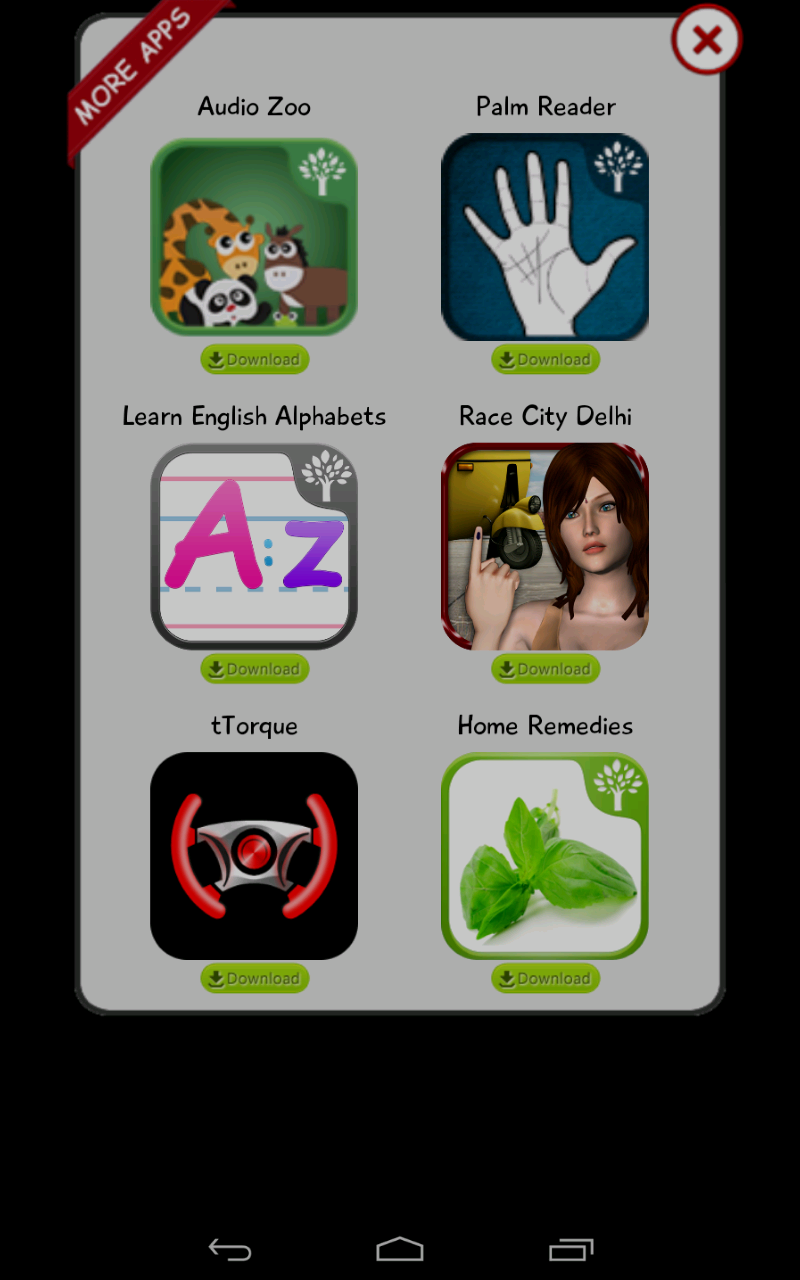 MORE APPS
Audio Zoo
Palm Reader
Download
Download
Learn English Alphabets
Race City Delhi
A:z
Download
Download
tTorque
Home Remedies
Download
Download